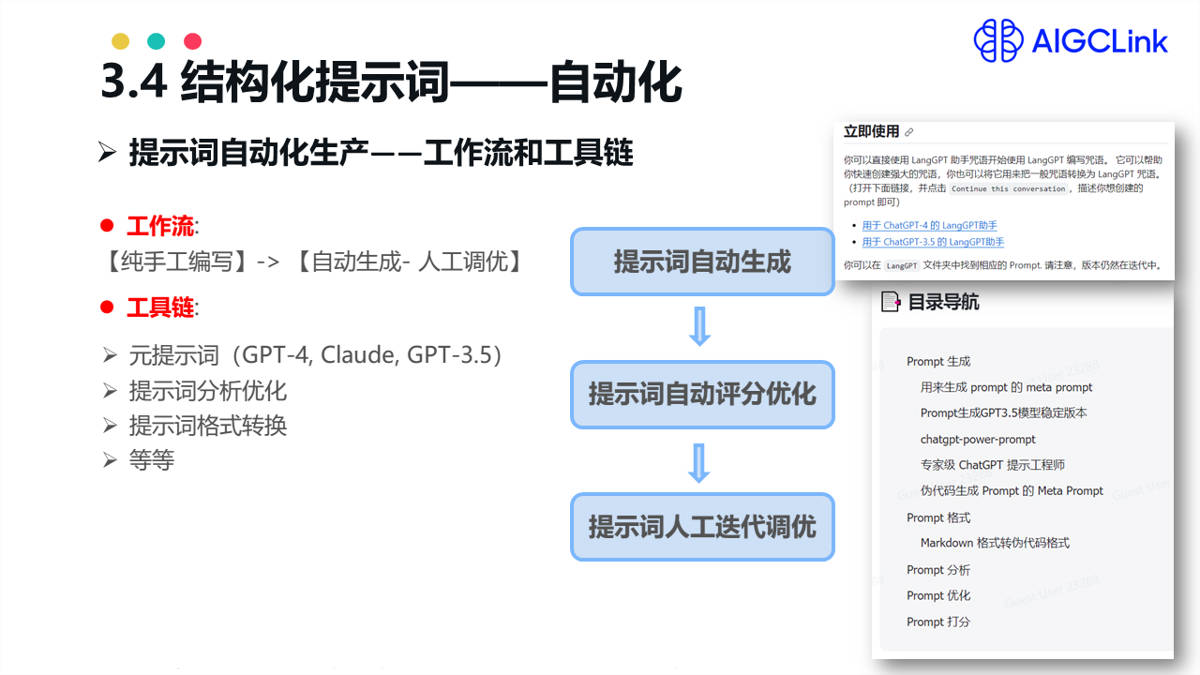 AIGCLink
3.4 结构化提示词——自动化
提示词自动化生产——工作流和工具链
工作流:
【纯手工编写】-> 【自动生成- 人工调优】
工具链:
元提示词（GPT-4, Claude, GPT-3.5）
提示词分析优化
提示词格式转换
等等
提示词自动生成
提示词自动评分优化
提示词人工迭代调优
立即使用
你可以直接使用 LangGPT 助手咒语开始使用 LangGPT 编写咒语。 它可以帮助
你快速创建强大的咒语，你也可以将它用来把一般咒语转换为 LangGPT 咒语。
（打开下面链接，并点击 Continue this conversation ，描述你想创建的
prompt 即可）
用于 ChatGPT-4 的 LangGPT助手
用于 ChatGPT-3.5 的 LangGPT助手
你可以在 LangGPT 文件夹中找到相应的 Prompt. 请注意，版本仍然在迭代中。
目录导航
Prompt 生成
用来生成 prompt 的 meta prompt
Prompt生成GPT3.5模型稳定版本
chatgpt-power-prompt
专家级 ChatGPT 提示工程师
伪代码生成 Prompt 的 Meta Prompt
Prompt 格式
Markdown 格式转伪代码格式
Prompt 分析
Prompt 优化
Prompt 打分